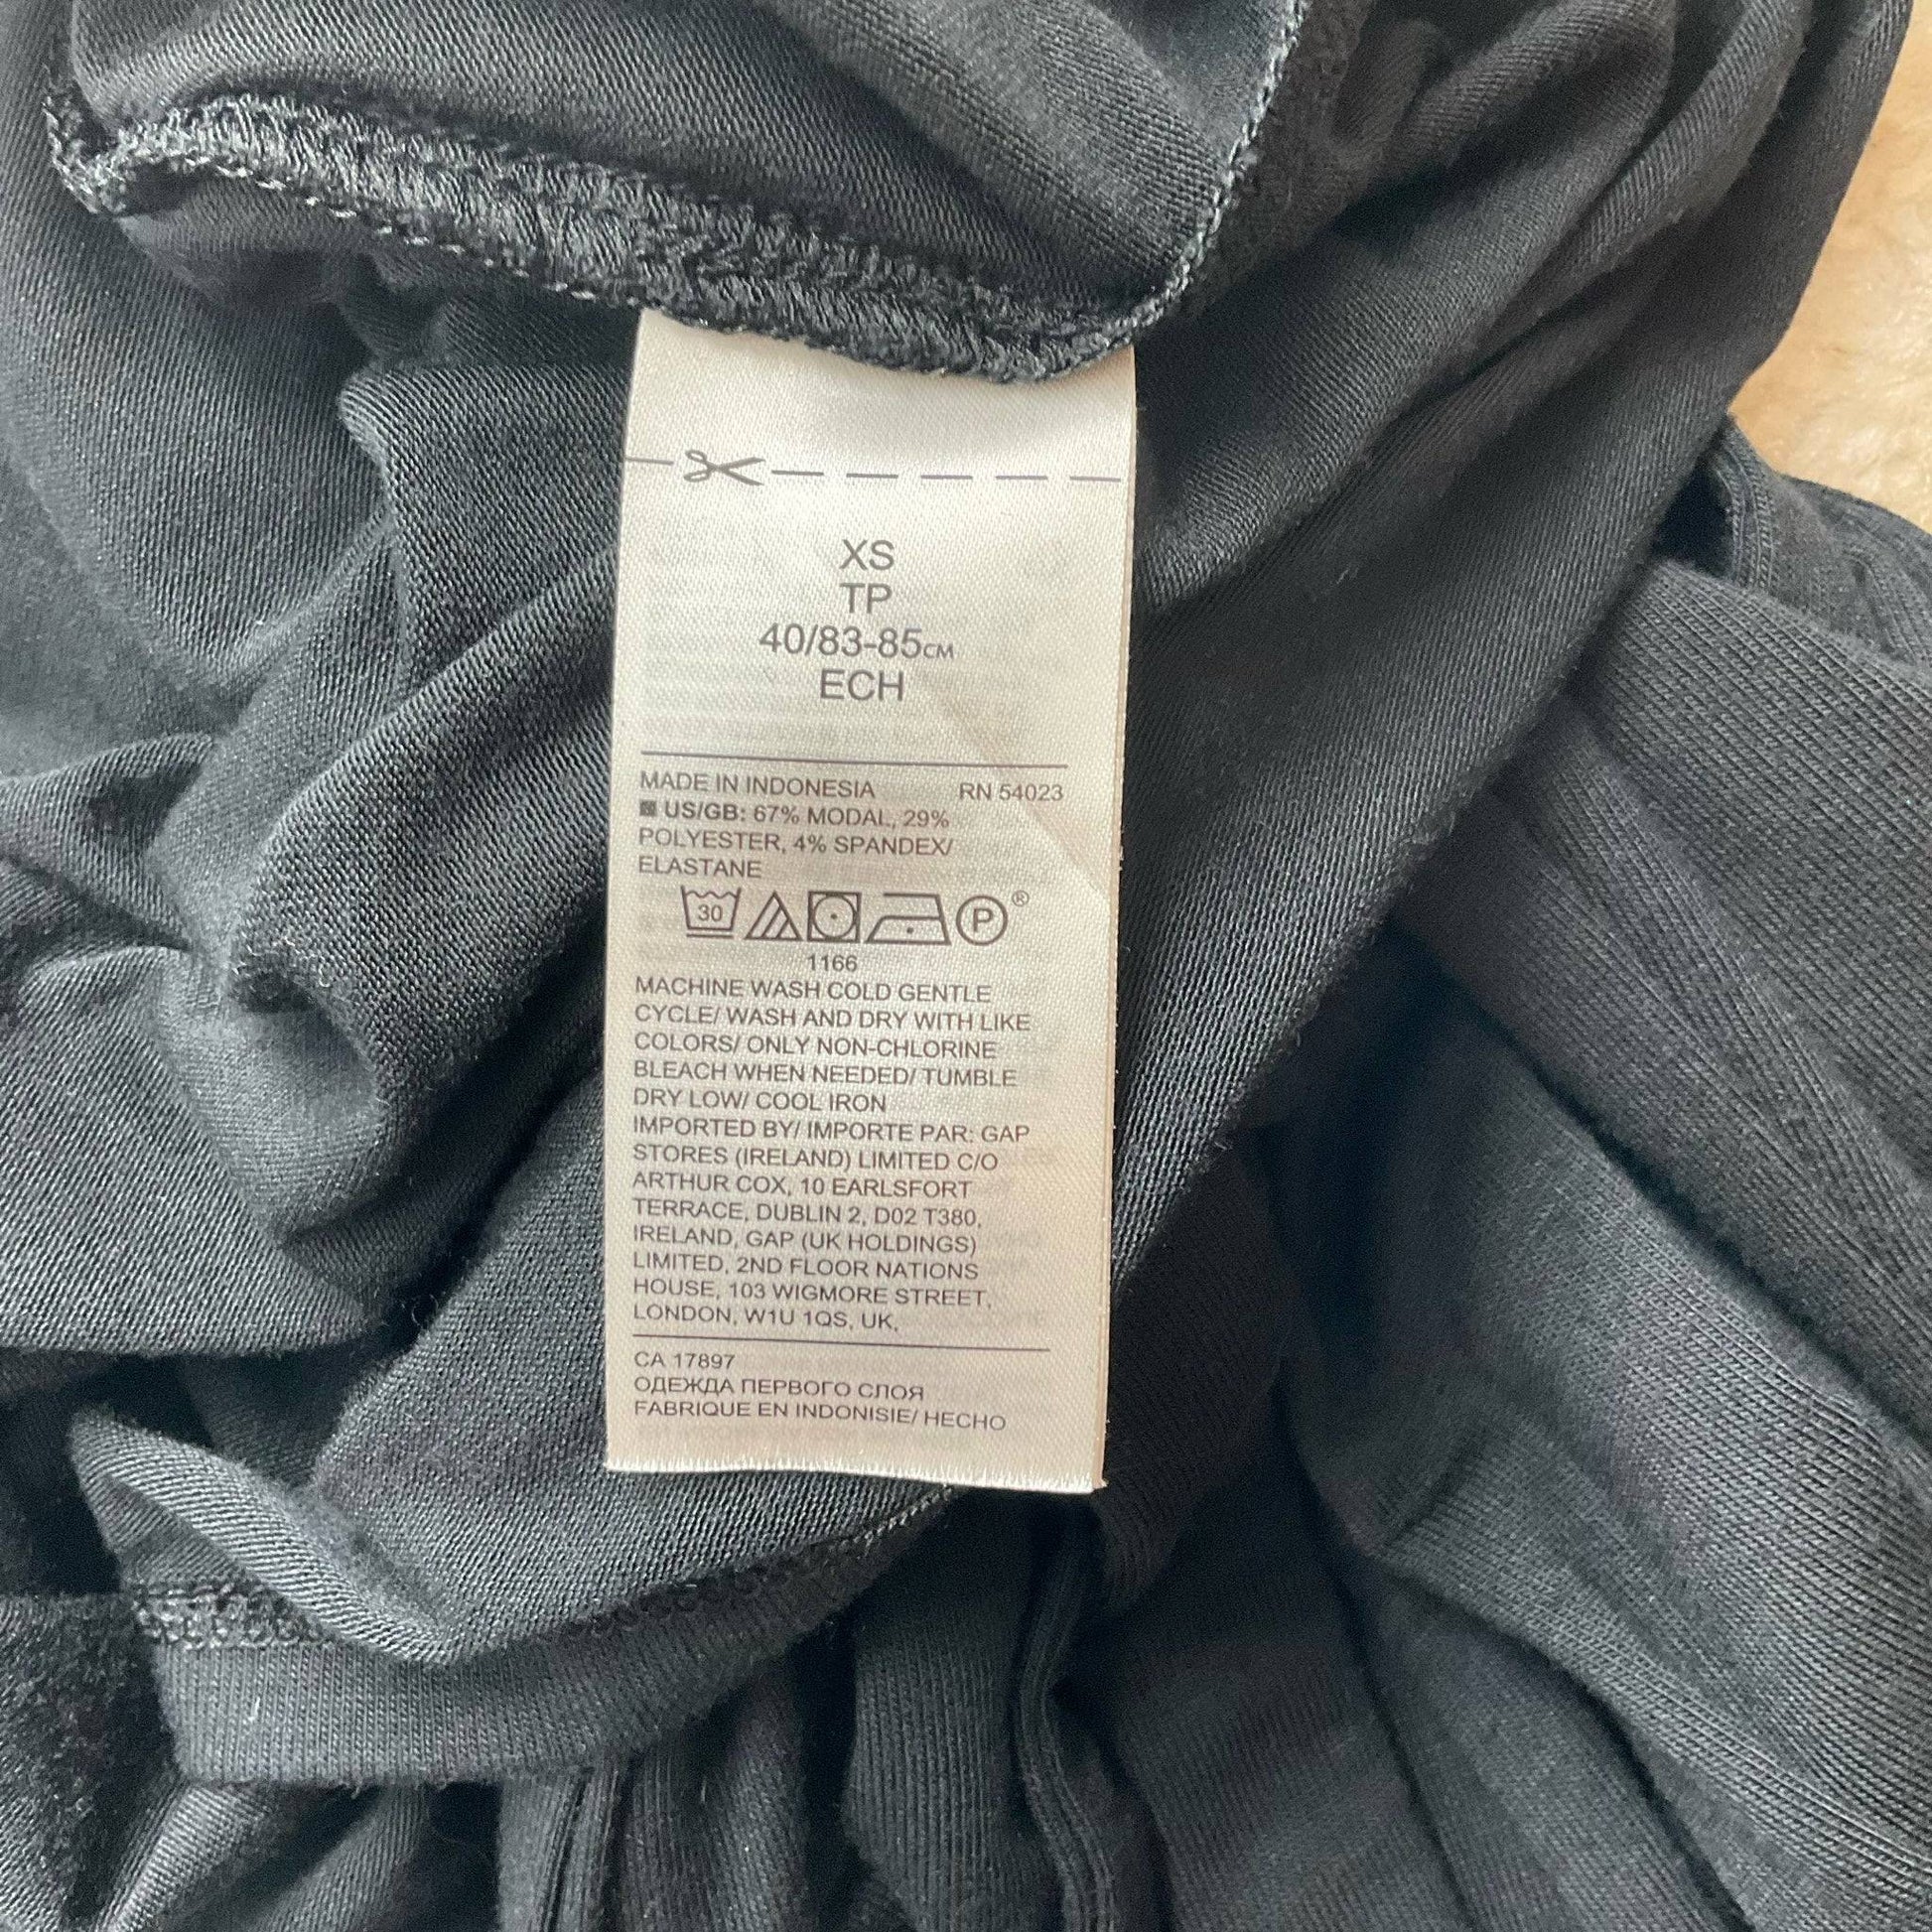 XS
TP
40/83-85CM
ECH
MADE IN INDONESIA RN 54023
US/GB: 67% MODAL, 29%
POLYESTER, 4% SPANDEX/
ELASTANE
30 P ®
1166
MACHINE WASH COLD GENTLE
CYCLE/ WASH AND DRY WITH LIKE
COLORS/ ONLY NON-CHLORINE
BLEACH WHEN NEEDED/ TUMBLE
DRY LOW/ COOL IRON
IMPORTED BY/ IMPORTE PAR: GAP
STORES (IRELAND) LIMITED C/O
ARTHUR COX, 10 EARLSFORT
TERRACE, DUBLIN 2, D02 T380,
IRELAND, GAP (UK HOLDINGS)
LIMITED, 2ND FLOOR NATIONS
HOUSE, 103 WIGMORE STREET,
LONDON, W1U 1QS, UK,
CA 17897
ОДЕЖДА ПЕРВОГО СЛОЯ
FABRIQUE EN INDONISIE/ HECHO